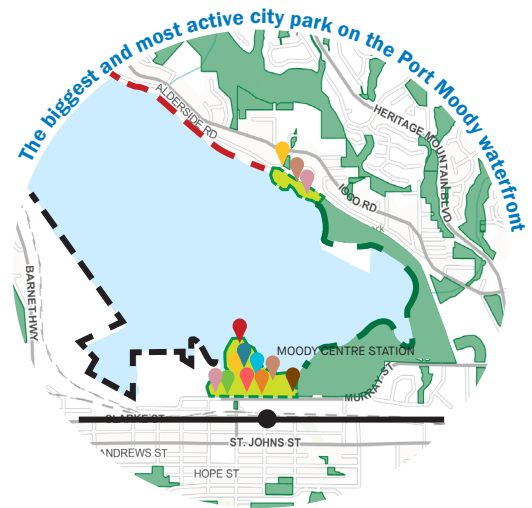 The biggest and most active city park on the Port Moody waterfront
ALDERSIDE RD
HERITAGE MOUNTAIN BLVD
IOCO RD
BARNET HWY
MOODY CENTRE STATION
MURRAY ST
CLARKE ST
ST. JOHNS ST
ANDREWS ST
HOPE ST